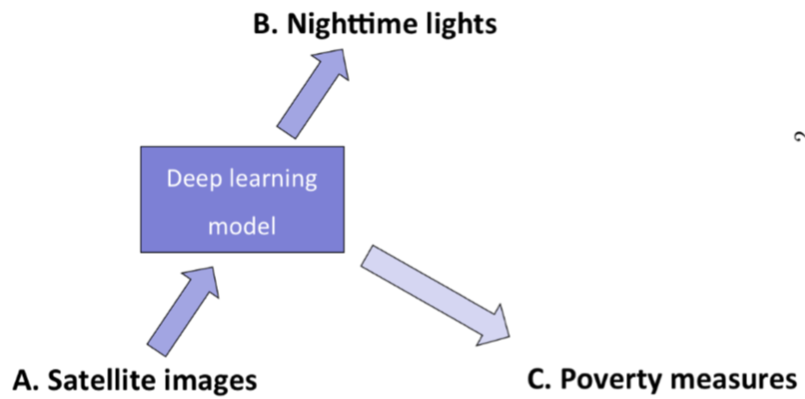 B. Nighttime lights
Deep learning
model
A. Satellite images
C. Poverty measures